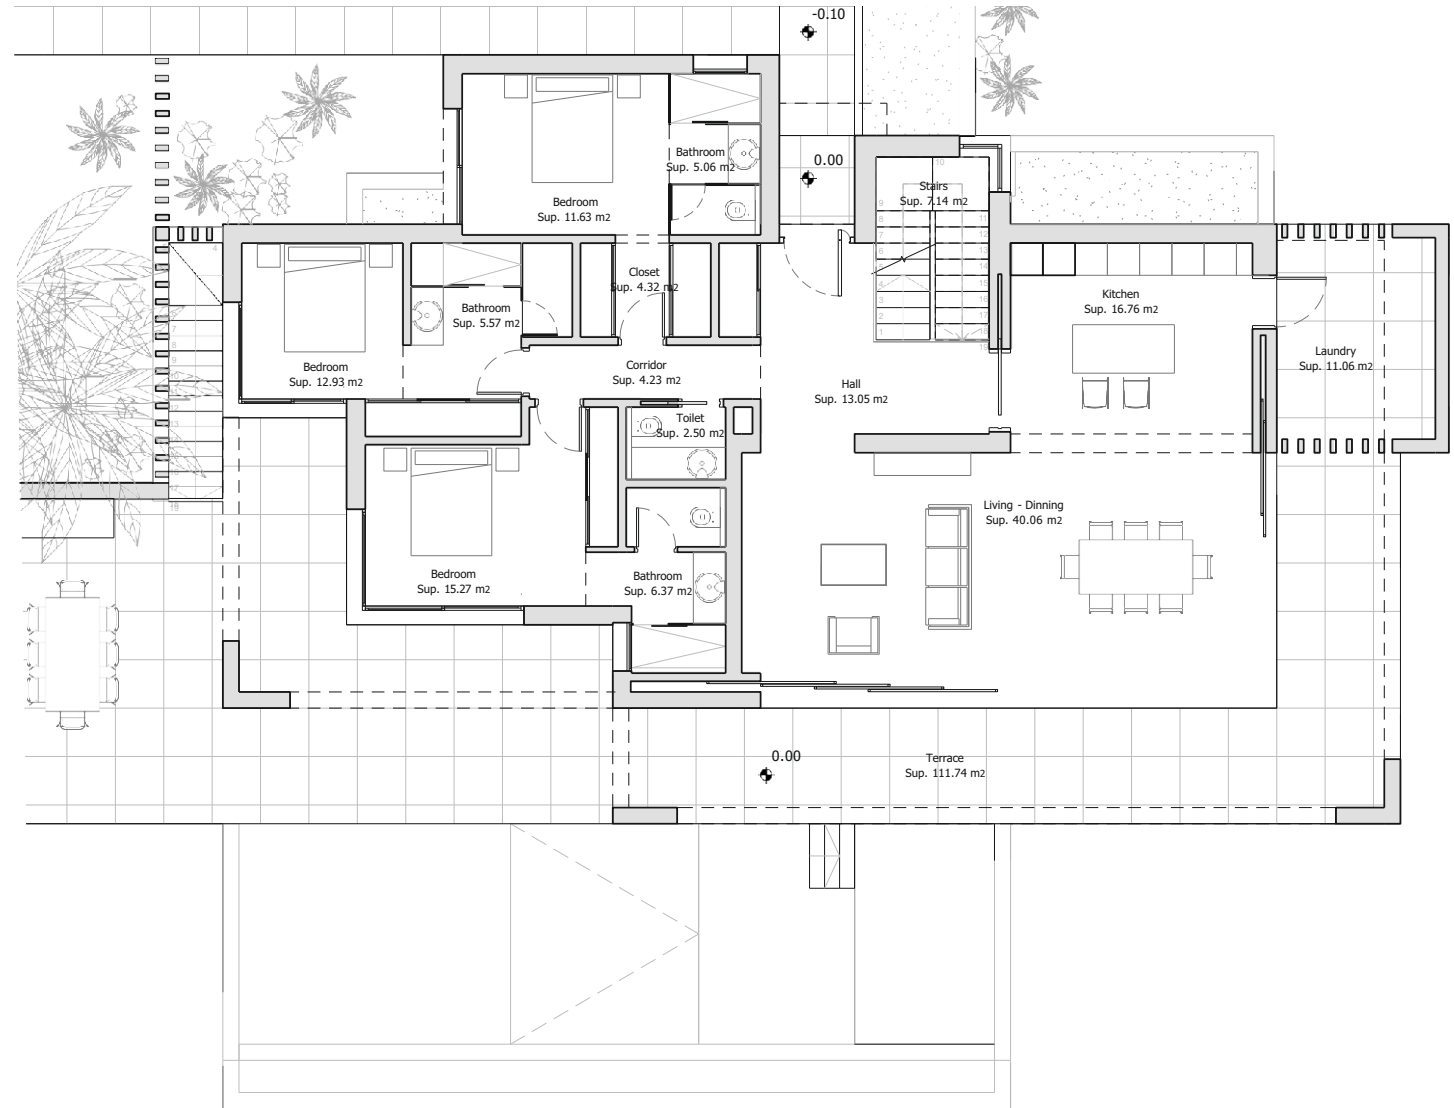 -0.10
0.00
Bathroom
Sup. 5.06 m2
Stairs
Sup. 7.14 m2
Bedroom
Sup. 11.63 m2
Closet
Sup. 4.32 m2
Kitchen
Sup. 16.76 m2
Bathroom
Sup. 5.57 m2
Laundry
Sup. 11.06 m2
Bedroom
Sup. 12.93 m2
Corridor
Sup. 4.23 m2
Hall
Sup. 13.05 m2
Toilet
Sup. 2.50 m2
Living - Dinning
Sup. 40.06 m2
Bedroom
Sup. 15.27 m2
Bathroom
Sup. 6.37 m2
0.00
Terrace
Sup. 111.74 m2